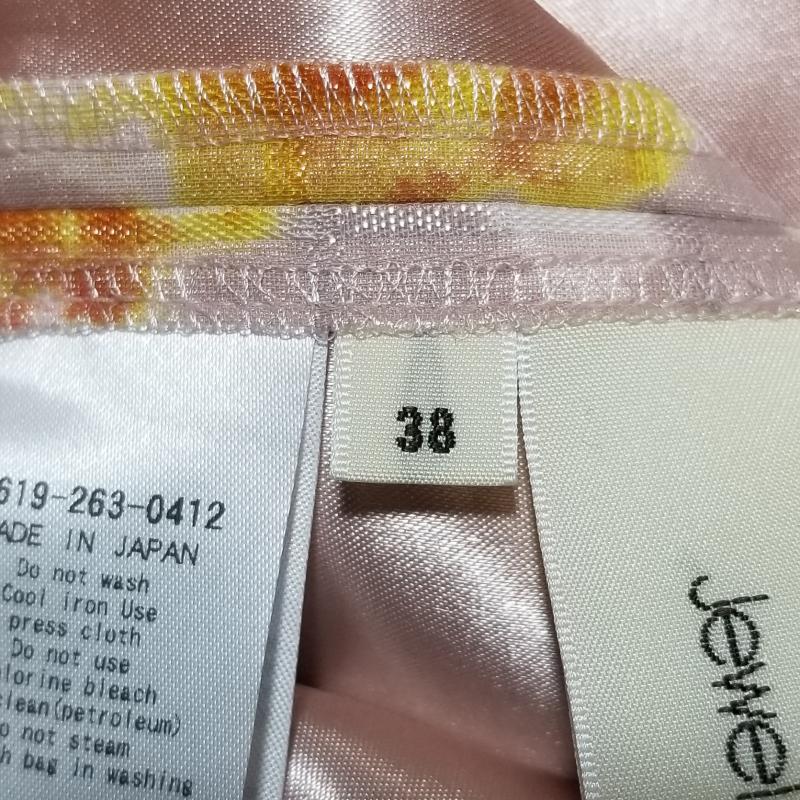 38
619-263-0412
ADE IN JAPAN
Do not wash
Cool iron Use
press cloth
Do not use
lorine bleach
clean(petroleum)
o not steam
h bag in washing
jewel